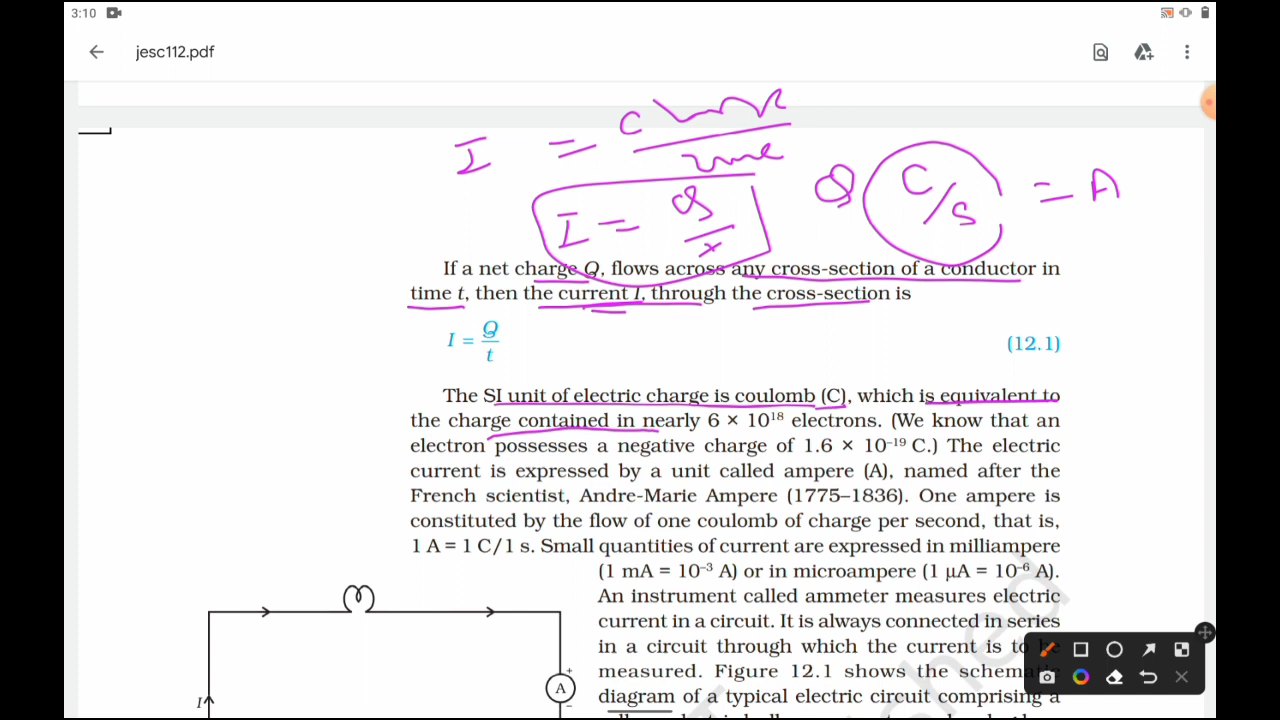 3:10
jesc112.pdf
I = C
time
I = Q
t
Q C/s = A
If a net charge Q, flows across any cross-section of a conductor in
time t, then the current I, through the cross-section is
I = Q/t (12.1)
The SI unit of electric charge is coulomb (C), which is equivalent to
the charge contained in nearly 6 × 10¹⁸ electrons. (We know that an
electron possesses a negative charge of 1.6 × 10⁻¹⁹ C.) The electric
current is expressed by a unit called ampere (A), named after the
French scientist, Andre-Marie Ampere (1775–1836). One ampere is
constituted by the flow of one coulomb of charge per second, that is,
1 A = 1 C/1 s. Small quantities of current are expressed in milliampere
(1 mA = 10⁻³ A) or in microampere (1 µA = 10⁻⁶ A).
An instrument called ammeter measures electric
current in a circuit. It is always connected in series
in a circuit through which the current is to
measured. Figure 12.1 shows the schem
diagram of a typical electric circuit comprising a
I
+
A
−